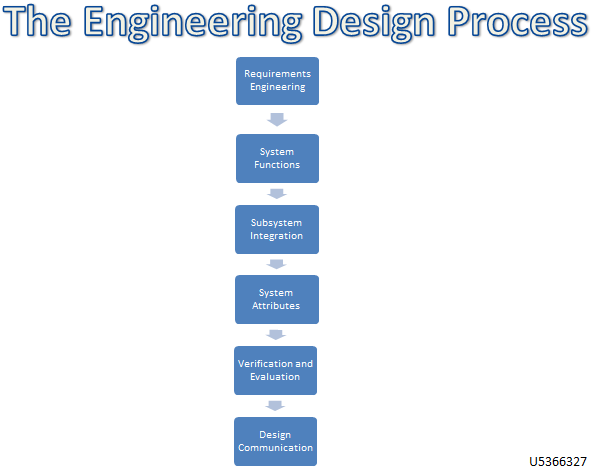 The Engineering Design Process
Requirements
Engineering
System
Functions
Subsystem
Integration
System
Attributes
Verification and
Evaluation
Design
Communication
U5366327